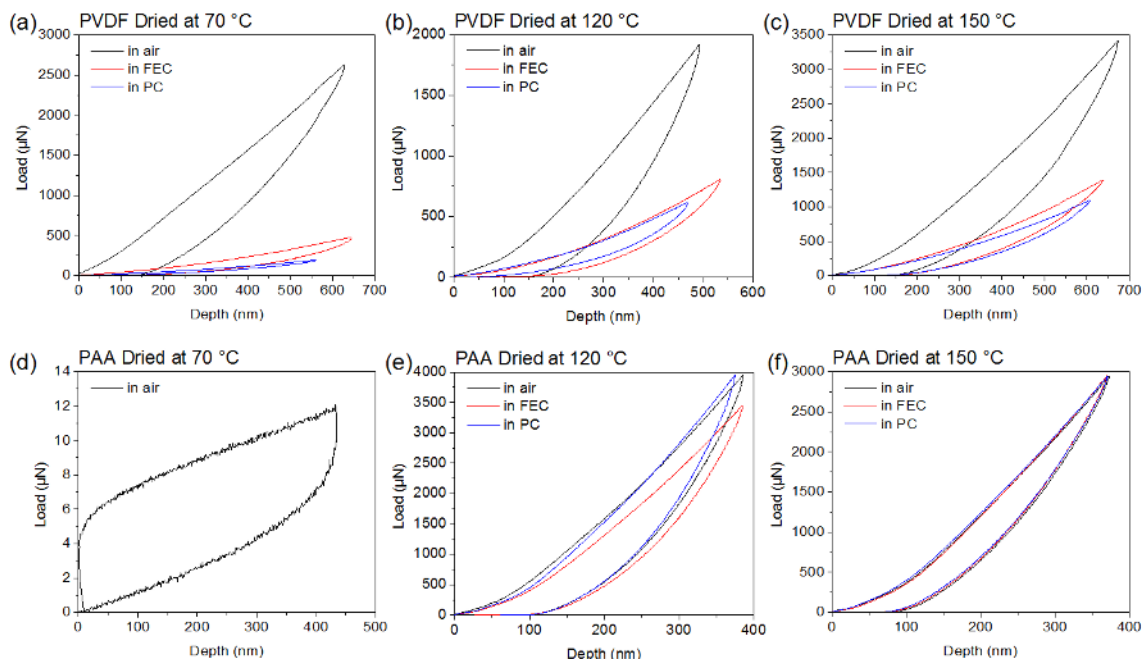 (a) PVDF Dried at 70 °C
in air
in FEC
in PC
3000
2500
2000
1500
1000
500
0
Load (µN)
0 100 200 300 400 500 600 700
Depth (nm)
(b) PVDF Dried at 120 °C
in air
in FEC
in PC
2000
1500
1000
500
0
Load (µN)
0 100 200 300 400 500 600
Depth (nm)
(c) PVDF Dried at 150 °C
in air
in FEC
in PC
3500
3000
2500
2000
1500
1000
500
0
Load (µN)
0 100 200 300 400 500 600 700
Depth (nm)
(d) PAA Dried at 70 °C
in air
14
12
10
8
6
4
2
0
Load (µN)
0 100 200 300 400 500
Depth (nm)
(e) PAA Dried at 120 °C
in air
in FEC
in PC
4000
3500
3000
2500
2000
1500
1000
500
0
Load (µN)
0 100 200 300 400
Depth (nm)
(f) PAA Dried at 150 °C
in air
in FEC
in PC
3000
2500
2000
1500
1000
500
0
Load (µN)
0 100 200 300 400
Depth (nm)